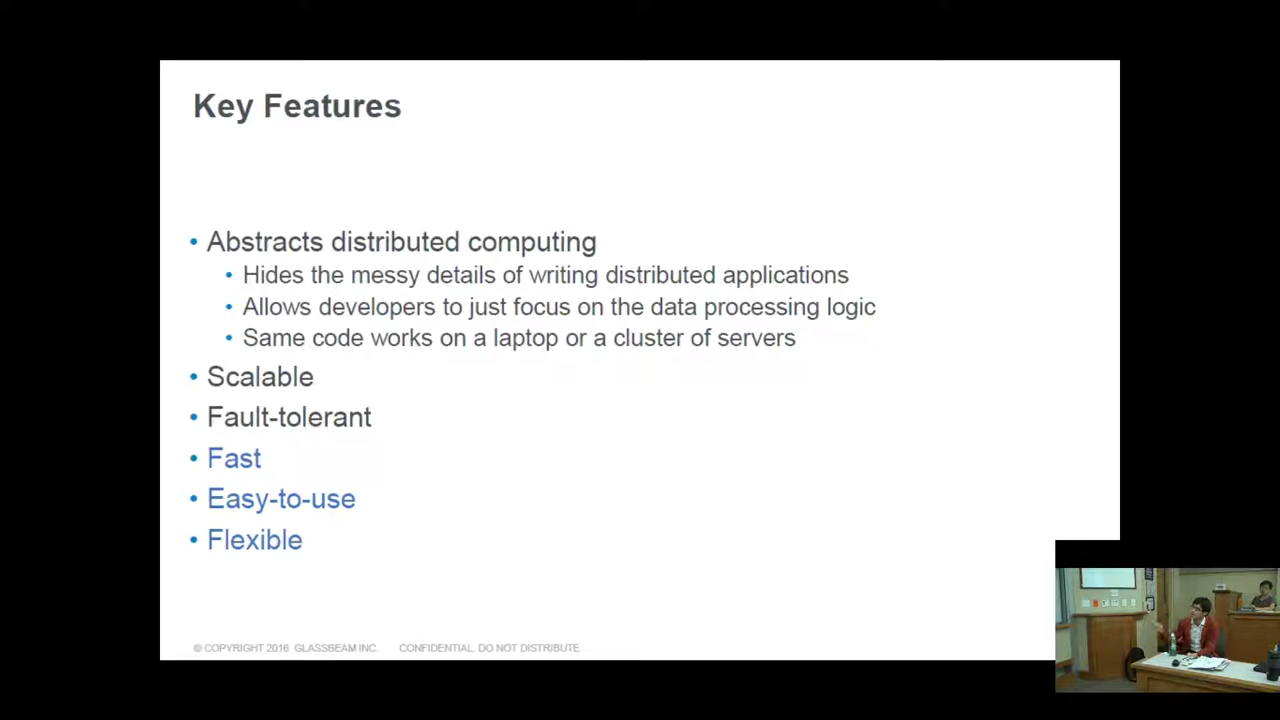 Key Features
• Abstracts distributed computing
• Hides the messy details of writing distributed applications
• Allows developers to just focus on the data processing logic
• Same code works on a laptop or a cluster of servers
• Scalable
• Fault-tolerant
• Fast
• Easy-to-use
• Flexible
© COPYRIGHT 2016 GLASSBEAM INC. CONFIDENTIAL, DO NOT DISTRIBUTE